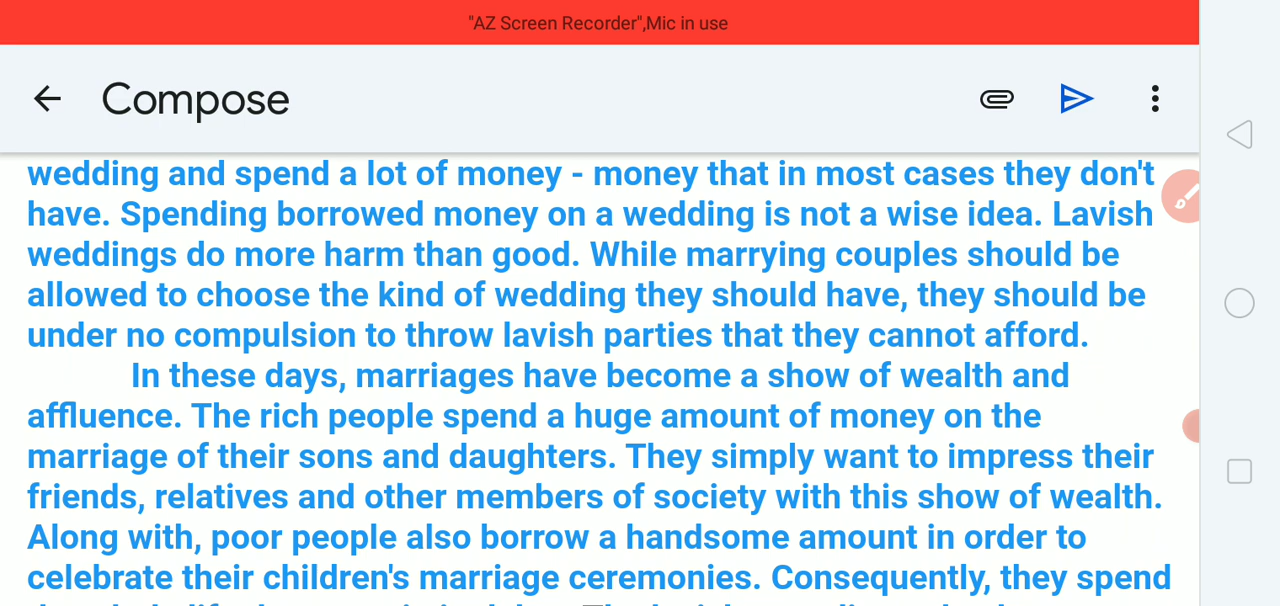 "AZ Screen Recorder",Mic in use
Compose
wedding and spend a lot of money - money that in most cases they don't
have. Spending borrowed money on a wedding is not a wise idea. Lavish
weddings do more harm than good. While marrying couples should be
allowed to choose the kind of wedding they should have, they should be
under no compulsion to throw lavish parties that they cannot afford.
In these days, marriages have become a show of wealth and
affluence. The rich people spend a huge amount of money on the
marriage of their sons and daughters. They simply want to impress their
friends, relatives and other members of society with this show of wealth.
Along with, poor people also borrow a handsome amount in order to
celebrate their children's marriage ceremonies. Consequently, they spend